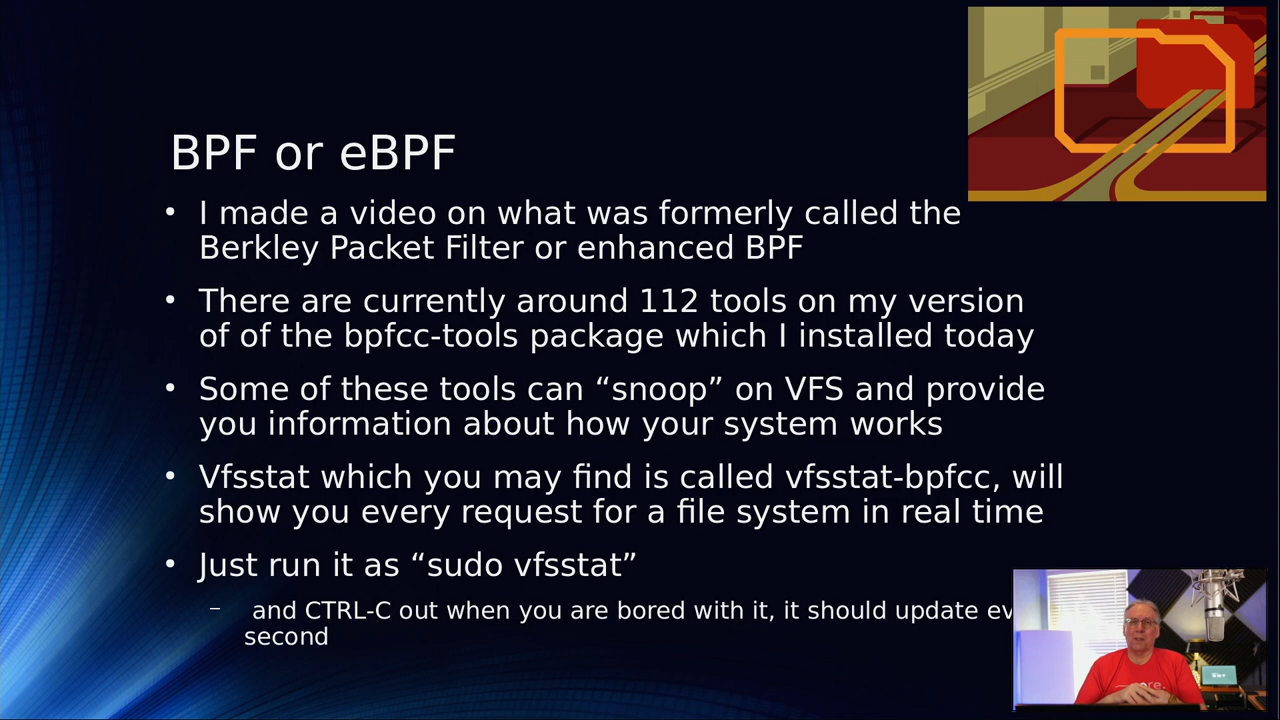 BPF or eBPF
• I made a video on what was formerly called the
Berkley Packet Filter or enhanced BPF
• There are currently around 112 tools on my version
of of the bpfcc-tools package which I installed today
• Some of these tools can “snoop” on VFS and provide
you information about how your system works
• Vfsstat which you may find is called vfsstat-bpfcc, will
show you every request for a file system in real time
• Just run it as “sudo vfsstat”
– and CTRL-C out when you are bored with it, it should update ev
second